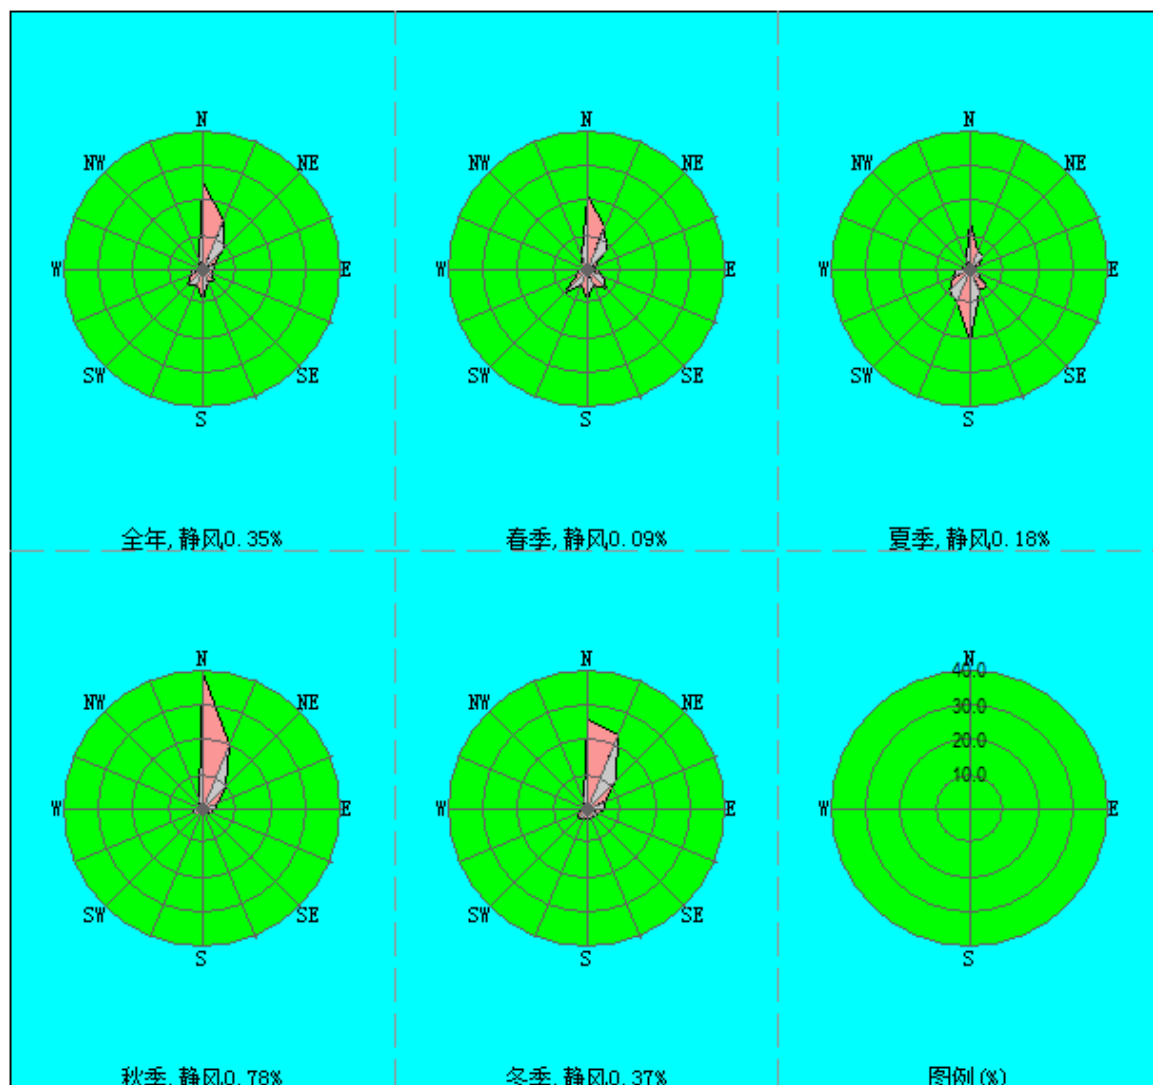 N N N
NW NE NW NE NW NE
W E W E W E
SW SE SW SE SW SE
S S S
全年,静风0.35% 春季,静风0.09% 夏季,静风0.18%
N N N
40.0
NW NE NW NE 30.0
20.0
10.0
W E W E W E
SW SE SW SE
S S S
秋季,静风0.78% 冬季,静风0.37% 图例(%)